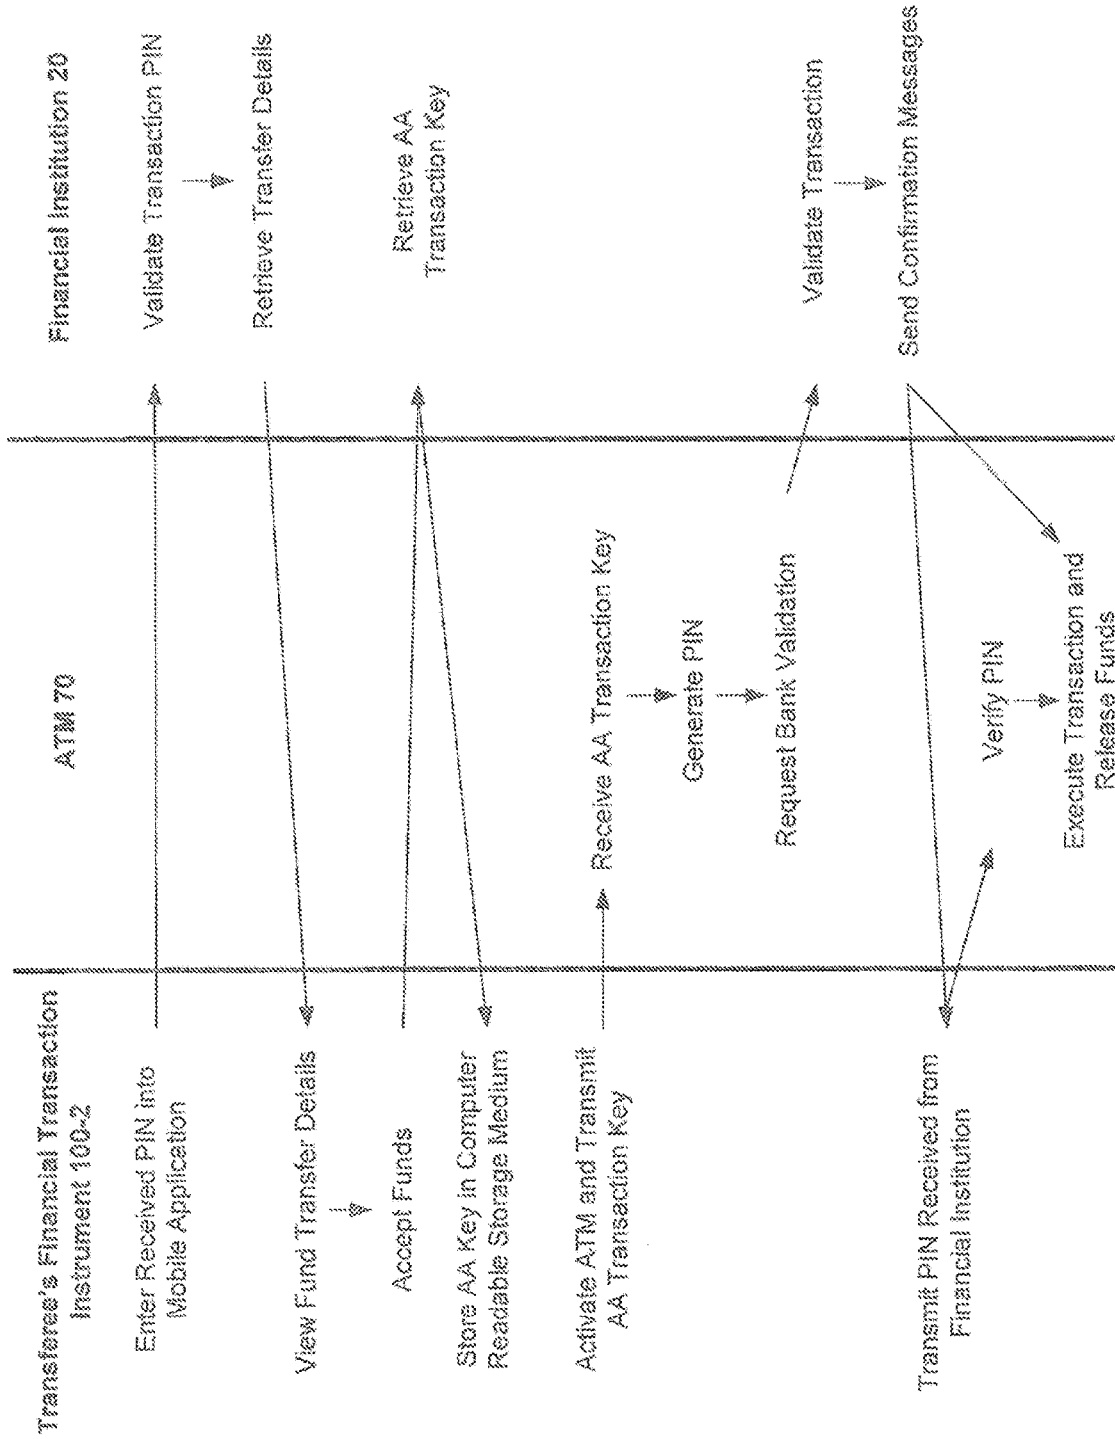 Transferee's Financial Transaction
Instrument 100-2
ATM 70
Financial Institution 20
Enter Received PIN into
Mobile Application
Validate Transaction PIN
Retrieve Transfer Details
View Fund Transfer Details
Accept Funds
Retrieve AA
Transaction Key
Store AA Key in Computer
Readable Storage Medium
Activate ATM and Transmit
AA Transaction Key
Receive AA Transaction Key
Generate PIN
Request Bank Validation
Validate Transaction
Send Confirmation Messages
Transmit PIN Received from
Financial Institution
Verify PIN
Execute Transaction and
Release Funds